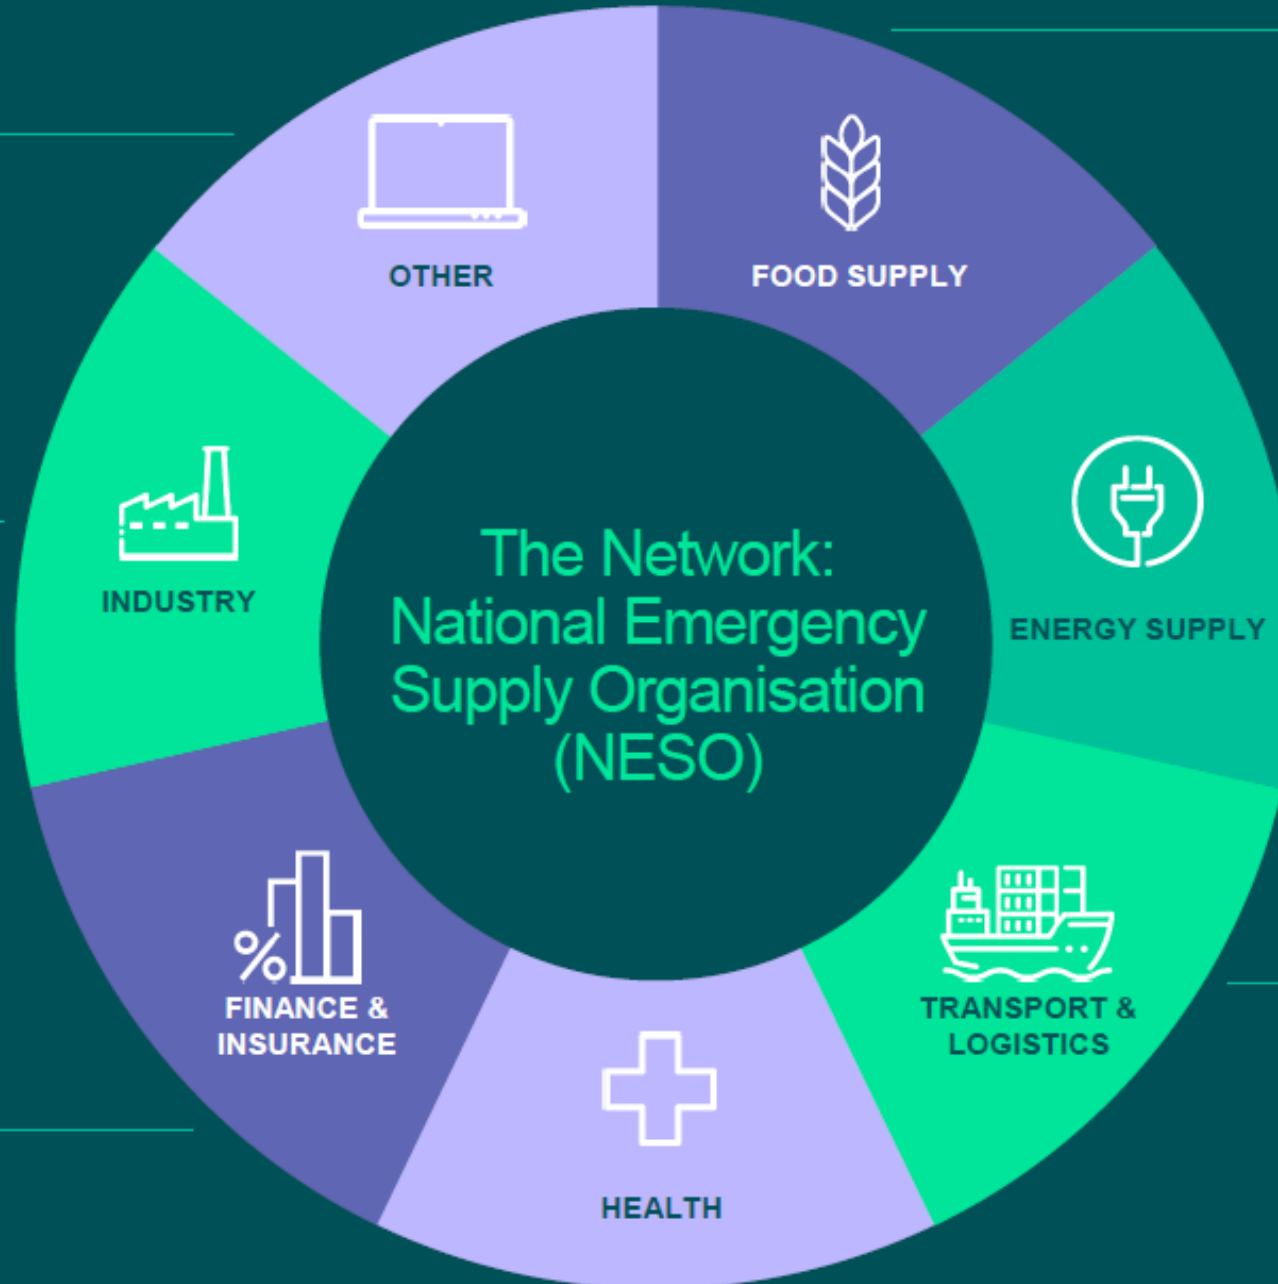 OTHER
FOOD SUPPLY
INDUSTRY
The Network:
National Emergency
Supply Organisation
(NESO)
ENERGY SUPPLY
%
FINANCE &
INSURANCE
TRANSPORT &
LOGISTICS
HEALTH